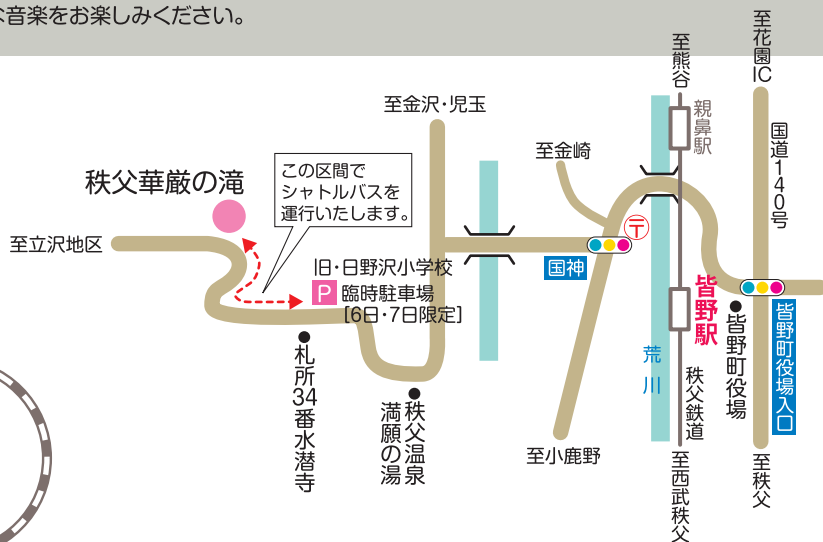 な音楽をお楽しみください。
至花園IC
至熊谷
親鼻駅
国道140号
至金沢・児玉
至金崎
この区間で
シャトルバスを
運行いたします。
秩父華厳の滝
至立沢地区
〒
国神
旧・日野沢小学校
P 臨時駐車場
[6日・7日限定]
皆野駅
皆野町役場
皆野町役場入口
荒川
秩父鉄道
札所34番水潜寺
秩父温泉
満願の湯
至小鹿野
至西武秩父
至秩父